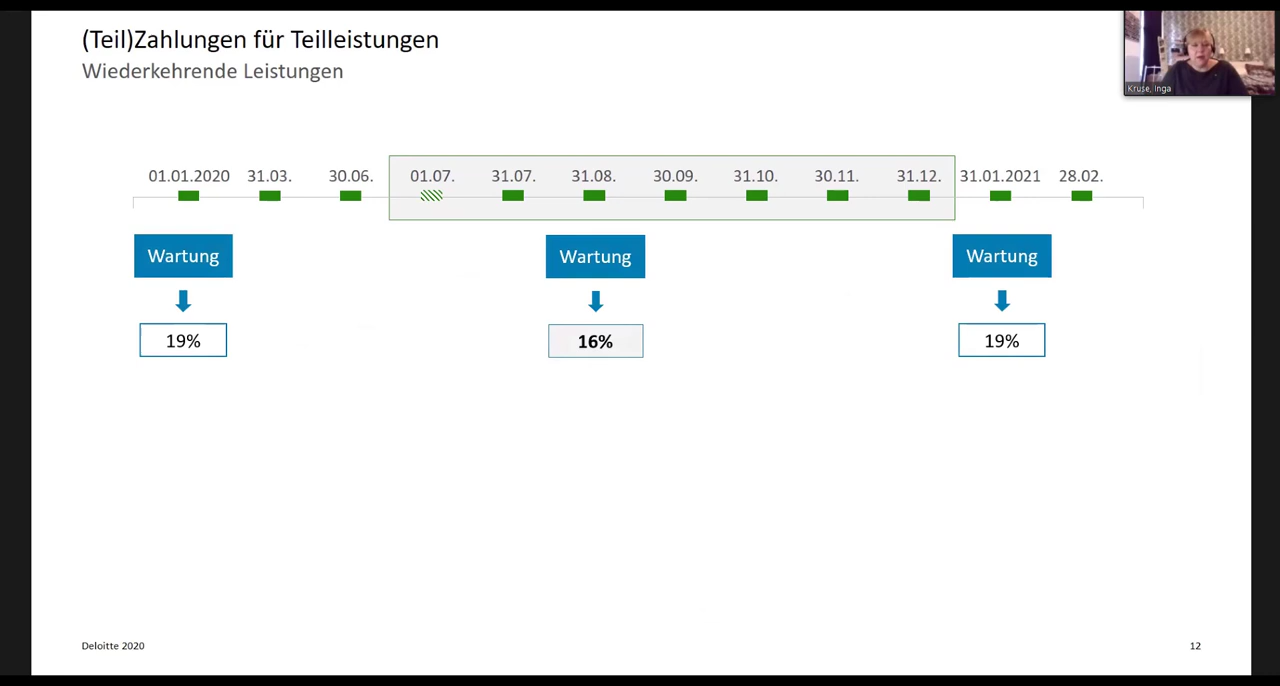 (Teil)Zahlungen für Teilleistungen
Wiederkehrende Leistungen
Kruse, Inga
01.01.2020 31.03. 30.06. 01.07. 31.07. 31.08. 30.09. 31.10. 30.11. 31.12. 31.01.2021 28.02.
Wartung Wartung Wartung
19% 16% 19%
Deloitte 2020 12